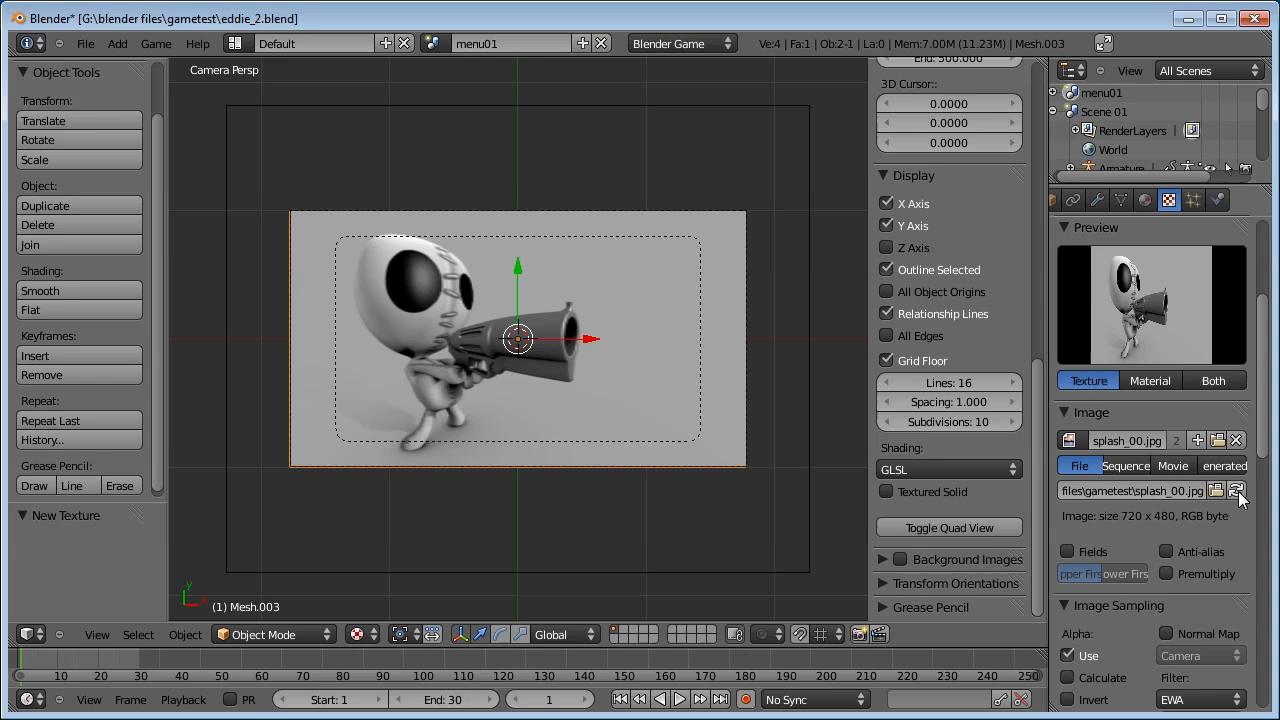 Blender* [G:\blender files\gametest\eddie_2.blend]
File Add Game Help Default menu01 Blender Game Ve:4 | Fa:1 | Ob:2-1 | La:0 | Mem:7.00M (11.23M) | Mesh.003
Object Tools
Transform:
Translate
Rotate
Scale
Object:
Duplicate
Delete
Join
Shading:
Smooth
Flat
Keyframes:
Insert
Remove
Repeat:
Repeat Last
History...
Grease Pencil:
Draw Line Erase
New Texture
Camera Persp
y
x
(1) Mesh.003
End: 500.000
3D Cursor::
0.0000
0.0000
0.0000
Display
X Axis
Y Axis
Z Axis
Outline Selected
All Object Origins
Relationship Lines
All Edges
Grid Floor
Lines: 16
Spacing: 1.000
Subdivisions: 10
Shading:
GLSL
Textured Solid
Toggle Quad View
Background Images
Transform Orientations
Grease Pencil
View All Scenes
menu01
Scene 01
RenderLayers
World
Armature
Preview
Texture Material Both
Image
splash_00.jpg 2
File Sequence Movie enerated
files\gametest\splash_00.jpg
Image: size 720 x 480, RGB byte
Fields Anti-alias
pper Firs ower Firs Premultiply
Image Sampling
Alpha: Normal Map
Use Camera
Calculate Filter:
Invert EWA
View Select Object Object Mode Global
10 20 30 40 50 60 70 80 90 100 110 120 130 140 150 160 170 180 190 200 210 220 230 240 250
View Frame Playback PR Start: 1 End: 30 1 No Sync